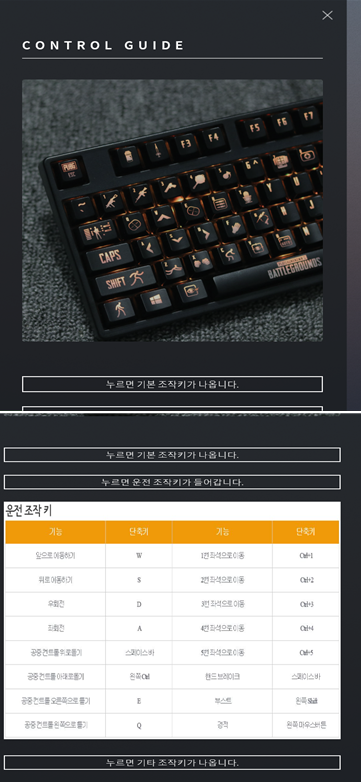 CONTROL GUIDE
PUBG
ESC
F3
F4
F5
F6
F7
F8
CAPS
SHIFT
BATTLEGROUNDS
누르면 기본 조작키가 나옵니다.
누르면 기본 조작키가 나옵니다.
누르면 운전 조작키가 들어갑니다.
운전 조작 키
기능 단축키 기능 단축키
앞으로 이동하기 W 1번 좌석으로 이동 Ctrl+1
뒤로 이동하기 S 2번 좌석으로 이동 Ctrl+2
우회전 D 3번 좌석으로 이동 Ctrl+3
좌회전 A 4번 좌석으로 이동 Ctrl+4
공중 컨트롤 위로 돌기 스페이스 바 5번 좌석으로 이동 Ctrl+5
공중 컨트롤 아래로 돌기 왼쪽 Ctrl 핸드 브레이크 스페이스 바
공중 컨트롤 오른쪽으로 돌기 E 부스트 왼쪽 Shift
공중 컨트롤 왼쪽으로 돌기 Q 경적 왼쪽 마우스 버튼
누르면 기타 조작키가 나옵니다.